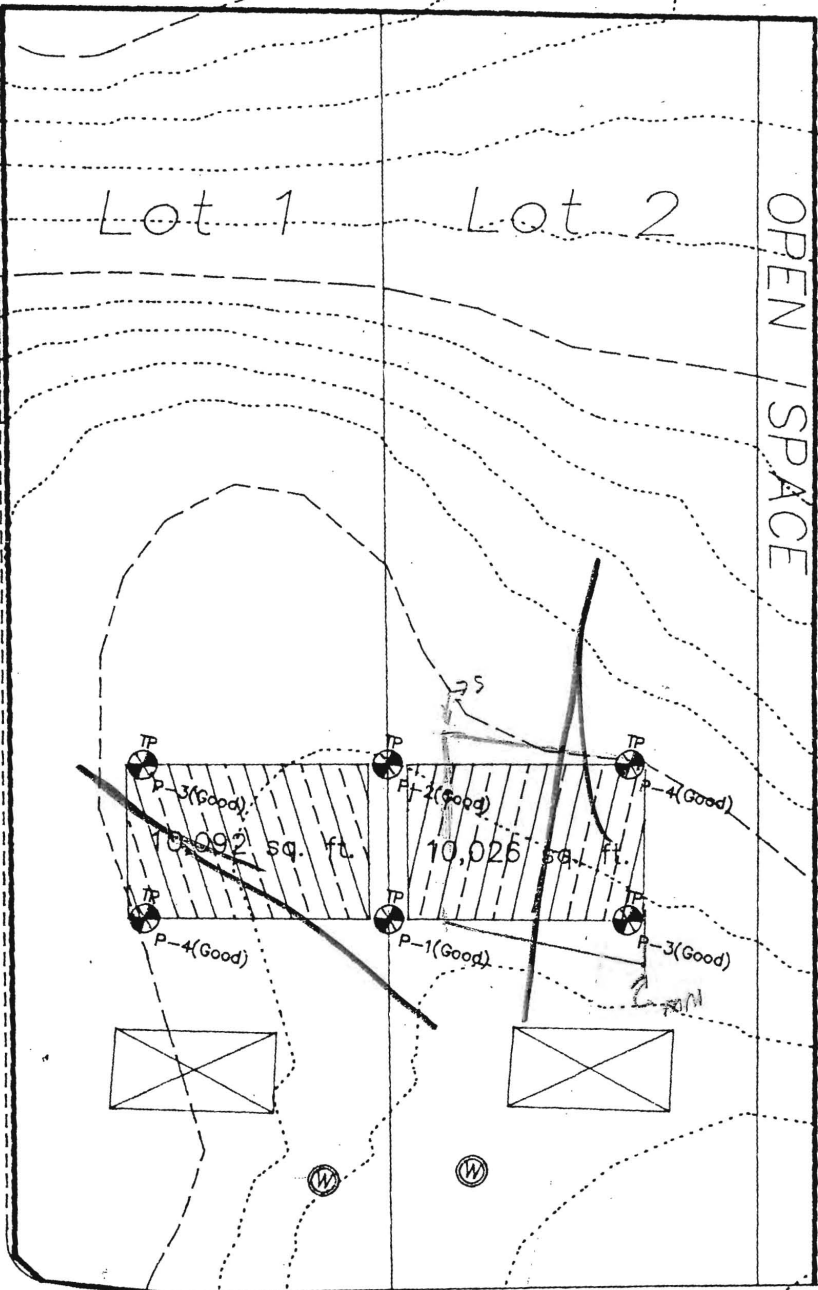 Lot 1
Lot 2
OPEN SPACE
TP
TP
TP
P-3(Good)
P-2(Good)
P-4(Good)
10,092 sq. ft.
10,026 sq. ft.
TP
TP
TP
P-4(Good)
P-1(Good)
P-3(Good)
W
W